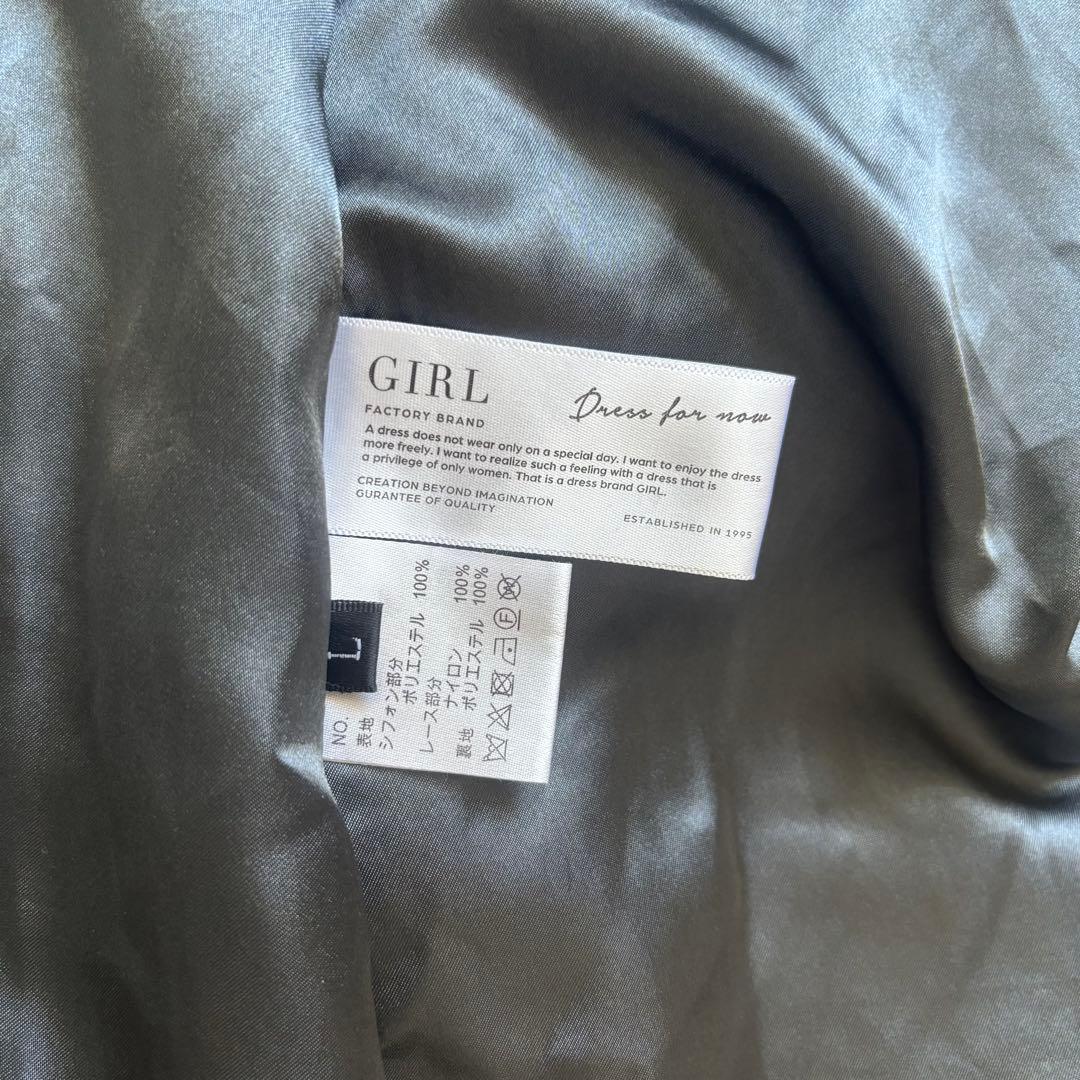 GIRL
FACTORY BRAND
Dress for now
A dress does not wear only on a special day. I want to enjoy the dress
more freely. I want to realize such a feeling with a dress that is
a privilege of only women. That is a dress brand GIRL.
CREATION BEYOND IMAGINATION
GURANTEE OF QUALITY
ESTABLISHED IN 1995
L
NO.
表地
シフォン部分
ポリエステル 100%
レース部分
ナイロン 100%
裏地 ポリエステル 100%
F
W